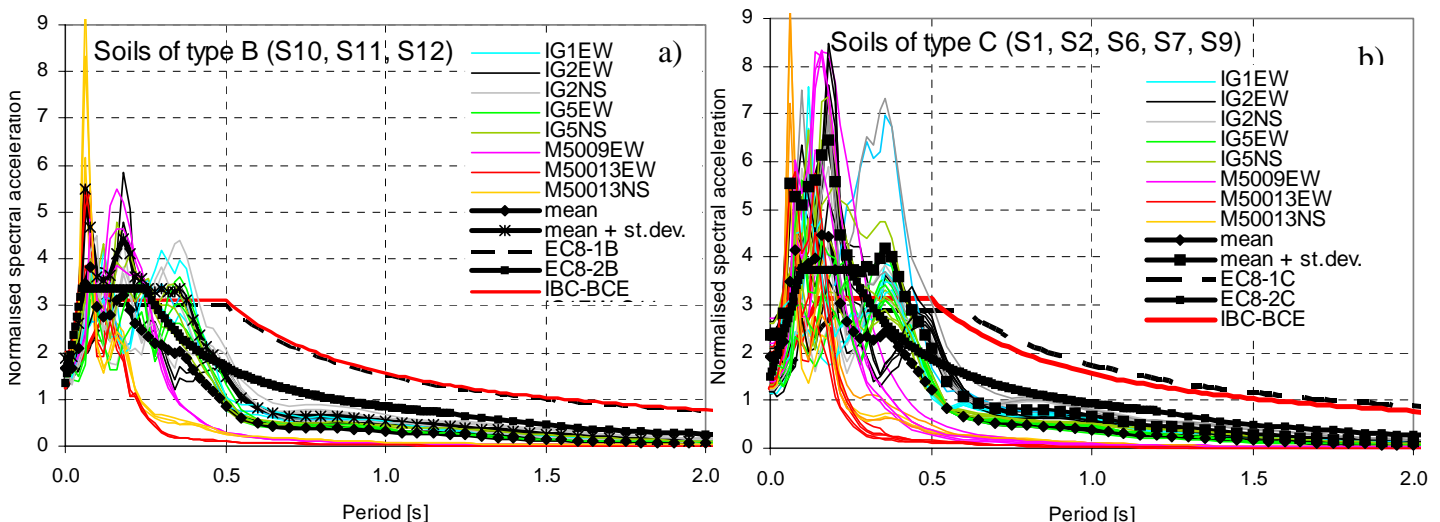 Soils of type B (S10, S11, S12)
a)
Normalised spectral acceleration
9
8
7
6
5
4
3
2
1
0
IG1EW
IG2EW
IG2NS
IG5EW
IG5NS
M5009EW
M50013EW
M50013NS
mean
mean + st.dev.
EC8-1B
EC8-2B
IBC-BCE
0.0 0.5 1.0 1.5 2.0
Period [s]
Soils of type C (S1, S2, S6, S7, S9)
b)
Normalised spectral acceleration
9
8
7
6
5
4
3
2
1
0
IG1EW
IG2EW
IG2NS
IG5EW
IG5NS
M5009EW
M50013EW
M50013NS
mean
mean + st.dev.
EC8-1C
EC8-2C
IBC-BCE
0.0 0.5 1.0 1.5 2.0
Period [s]